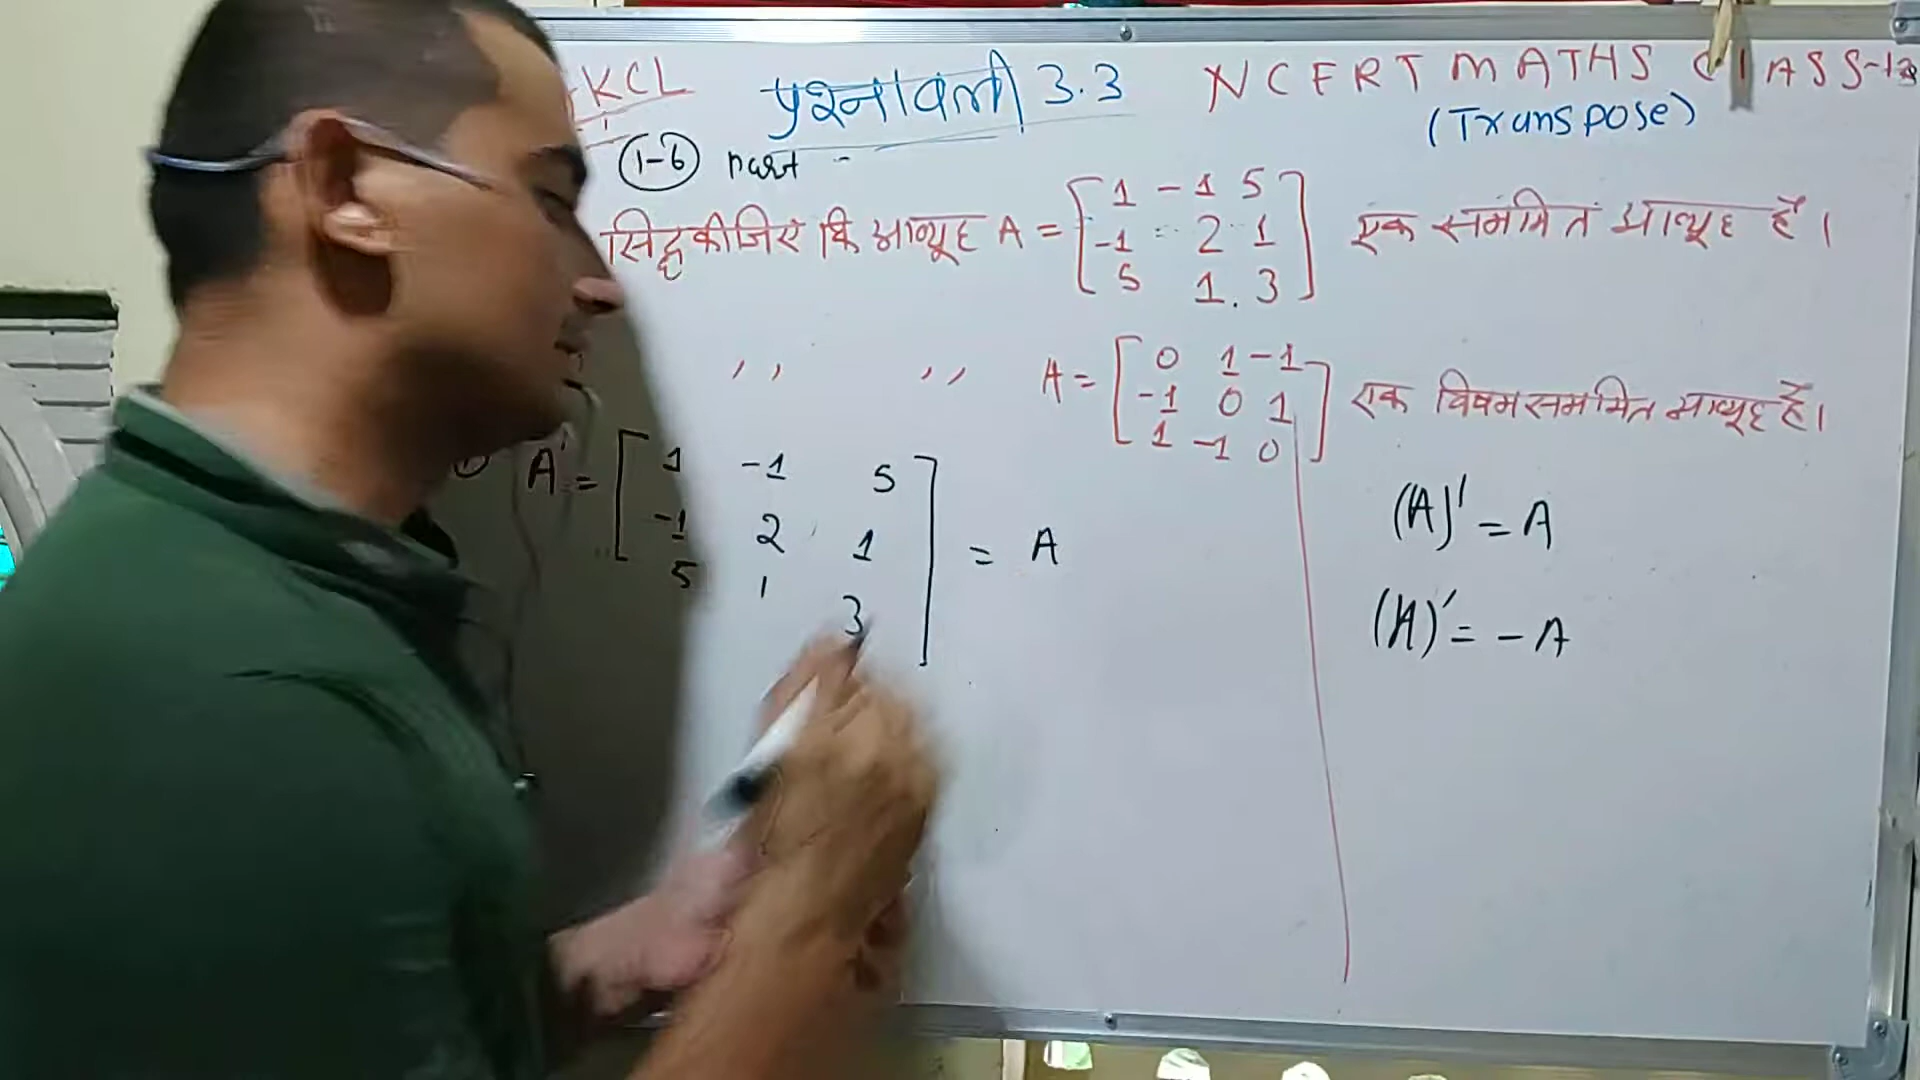 KCL प्रश्नावली 3.3 NCERT MATHS CLASS-12
(Transpose)
1-6 part -
सिद्ध कीजिए कि आव्यूह A = [1 -1 5
-1 2 1
5 1 3] एक सममित आव्यूह है।
,, ,, A = [0 1 -1
-1 0 1
1 -1 0] एक विषम सममित आव्यूह है।
A' = [1 -1 5
-1 2 1
5 1 3] = A
(A)' = A
(A)' = -A